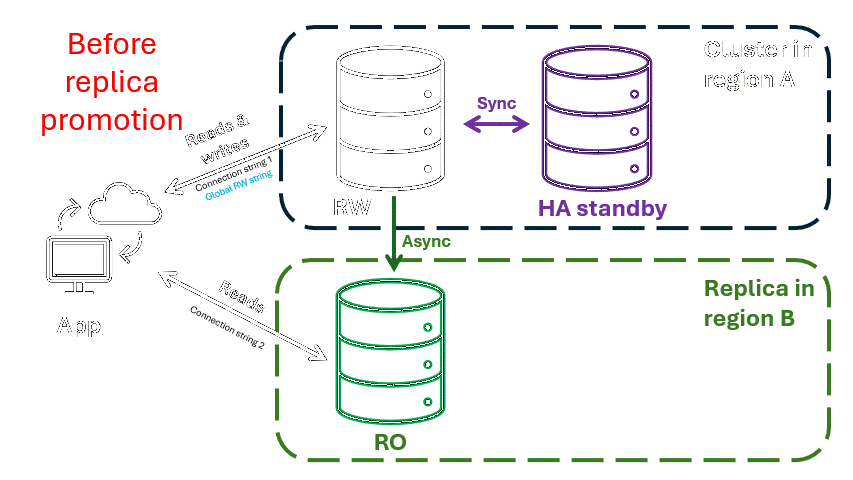 Before
replica
promotion
Cluster in
region A
Sync
Reads &
writes
Connection string 1
Global RW string
RW
HA standby
Async
App
Reads
Connection string 2
Replica in
region B
RO